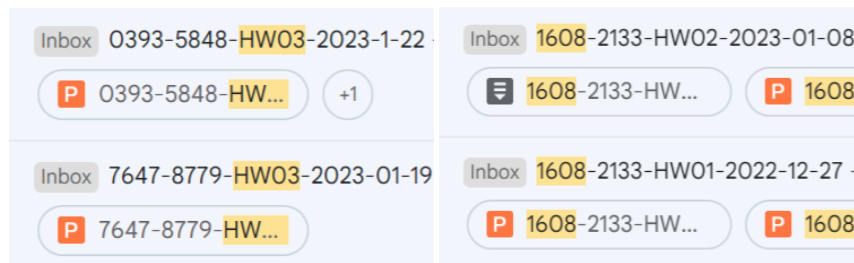 Inbox 0393-5848-HW03-2023-1-22 -
P 0393-5848-HW... +1
Inbox 7647-8779-HW03-2023-01-19
P 7647-8779-HW...
Inbox 1608-2133-HW02-2023-01-08
1608-2133-HW... P 1608
Inbox 1608-2133-HW01-2022-12-27 -
P 1608-2133-HW... P 1608